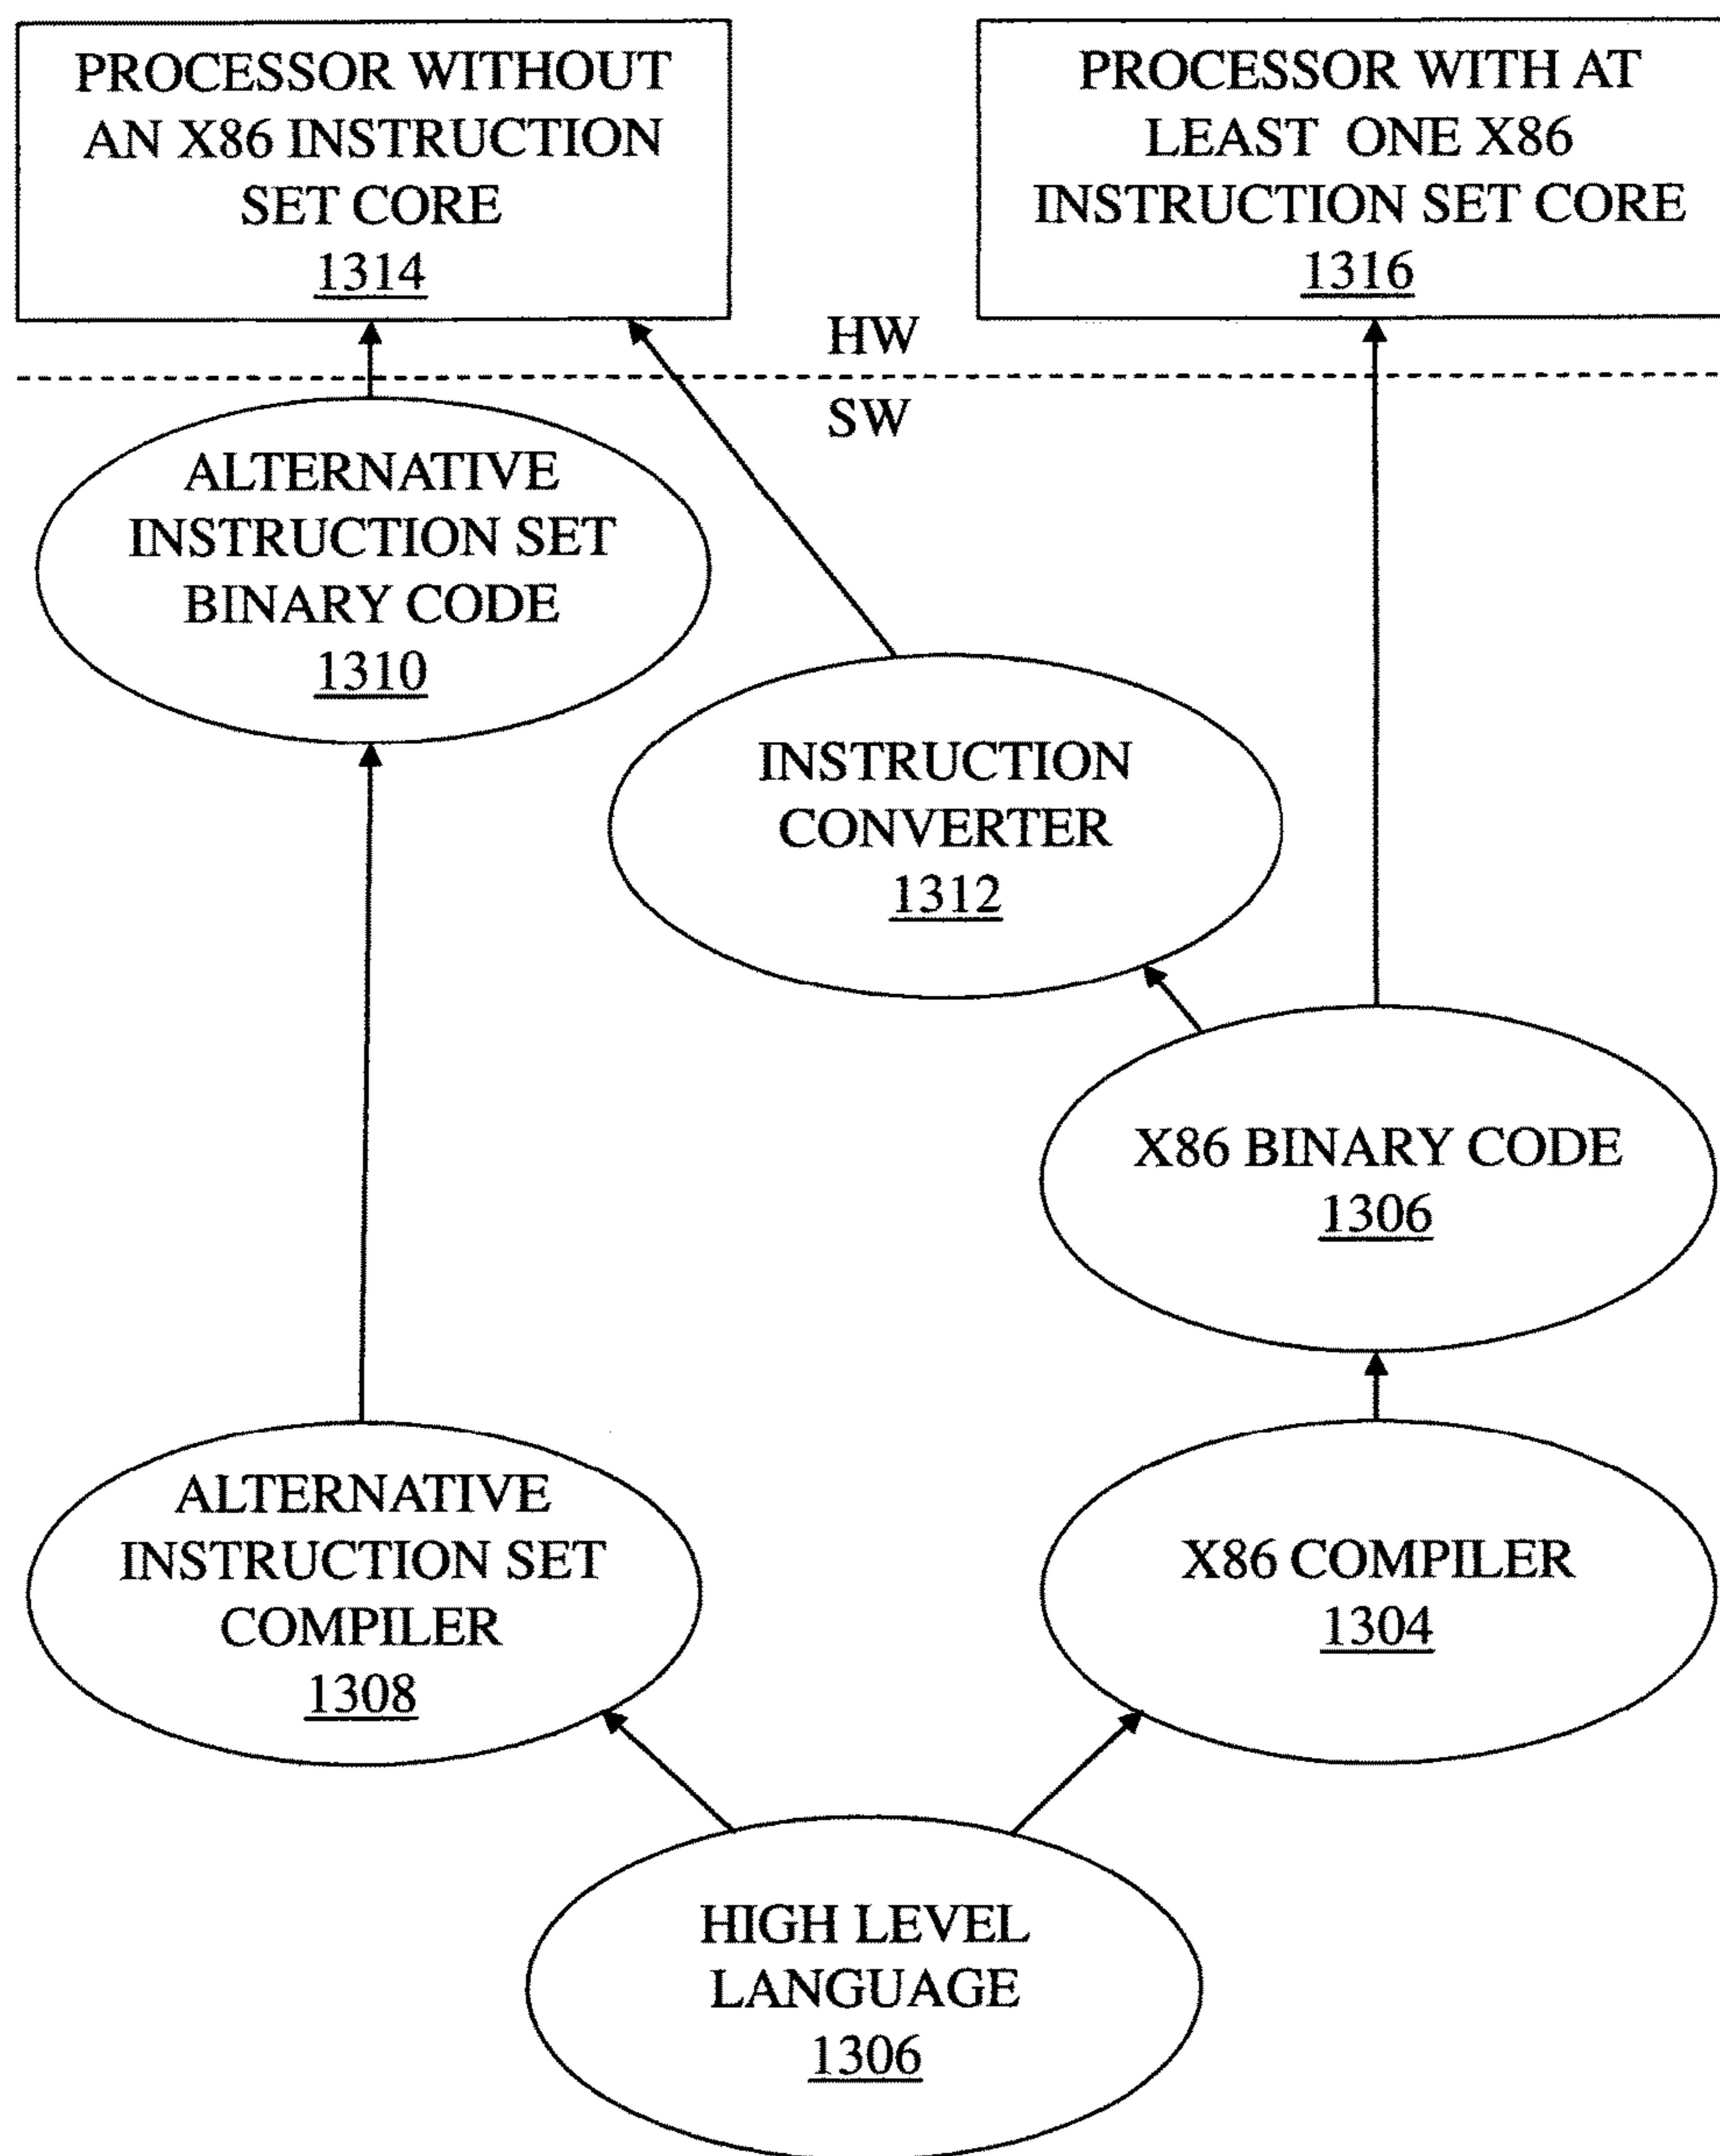 PROCESSOR WITHOUT
AN X86 INSTRUCTION
SET CORE
1314
PROCESSOR WITH AT
LEAST ONE X86
INSTRUCTION SET CORE
1316
HW
SW
ALTERNATIVE
INSTRUCTION SET
BINARY CODE
1310
INSTRUCTION
CONVERTER
1312
X86 BINARY CODE
1306
ALTERNATIVE
INSTRUCTION SET
COMPILER
1308
X86 COMPILER
1304
HIGH LEVEL
LANGUAGE
1306